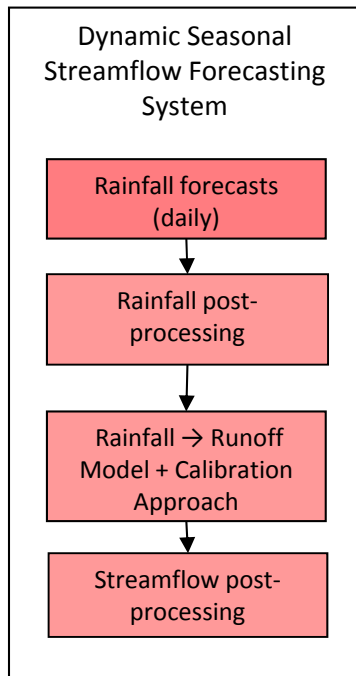 Dynamic Seasonal
Streamflow Forecasting
System
Rainfall forecasts
(daily)
Rainfall post-
processing
Rainfall → Runoff
Model + Calibration
Approach
Streamflow post-
processing